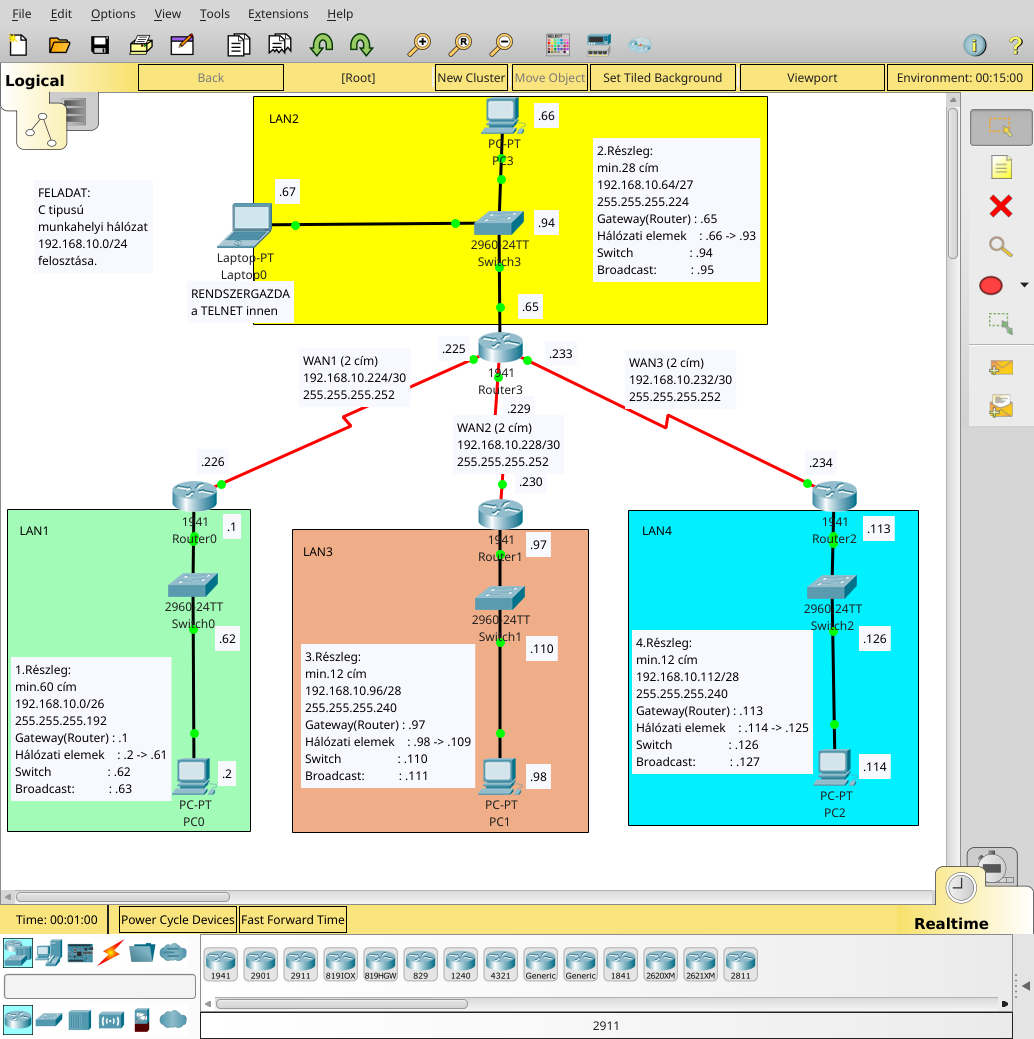 File Edit Options View Tools Extensions Help
Logical
Back
[Root]
New Cluster
Move Object
Set Tiled Background
Viewport
Environment: 00:15:00
LAN2
PC-PT
PC3
.66
2.Részleg:
min.28 cím
192.168.10.64/27
255.255.255.224
Gateway(Router) : .65
Hálózati elemek : .66 -> .93
Switch : .94
Broadcast: : .95
FELADAT:
C tipusú
munkahelyi hálózat
192.168.10.0/24
felosztása.
.67
Laptop-PT
Laptop0
RENDSZERGAZDA
a TELNET innen
.94
2960-24TT
Switch3
.65
1941
Router3
.225
.233
.229
WAN1 (2 cím)
192.168.10.224/30
255.255.255.252
WAN2 (2 cím)
192.168.10.228/30
255.255.255.252
WAN3 (2 cím)
192.168.10.232/30
255.255.255.252
.226
.230
.234
LAN1
1941
Router0
.1
2960-24TT
Switch0
.62
1.Részleg:
min.60 cím
192.168.10.0/26
255.255.255.192
Gateway(Router) : .1
Hálózati elemek : .2 -> .61
Switch : .62
Broadcast: : .63
.2
PC-PT
PC0
LAN3
1941
Router1
.97
2960-24TT
Switch1
.110
3.Részleg:
min.12 cím
192.168.10.96/28
255.255.255.240
Gateway(Router) : .97
Hálózati elemek : .98 -> .109
Switch : .110
Broadcast: : .111
.98
PC-PT
PC1
LAN4
1941
Router2
.113
2960-24TT
Switch2
.126
4.Részleg:
min.12 cím
192.168.10.112/28
255.255.255.240
Gateway(Router) : .113
Hálózati elemek : .114 -> .125
Switch : .126
Broadcast: : .127
.114
PC-PT
PC2
Time: 00:01:00
Power Cycle Devices
Fast Forward Time
Realtime
1941 2901 2911 819IOX 819HGW 829 1240 4321 Generic Generic 1841 2620XM 2621XM 2811
2911